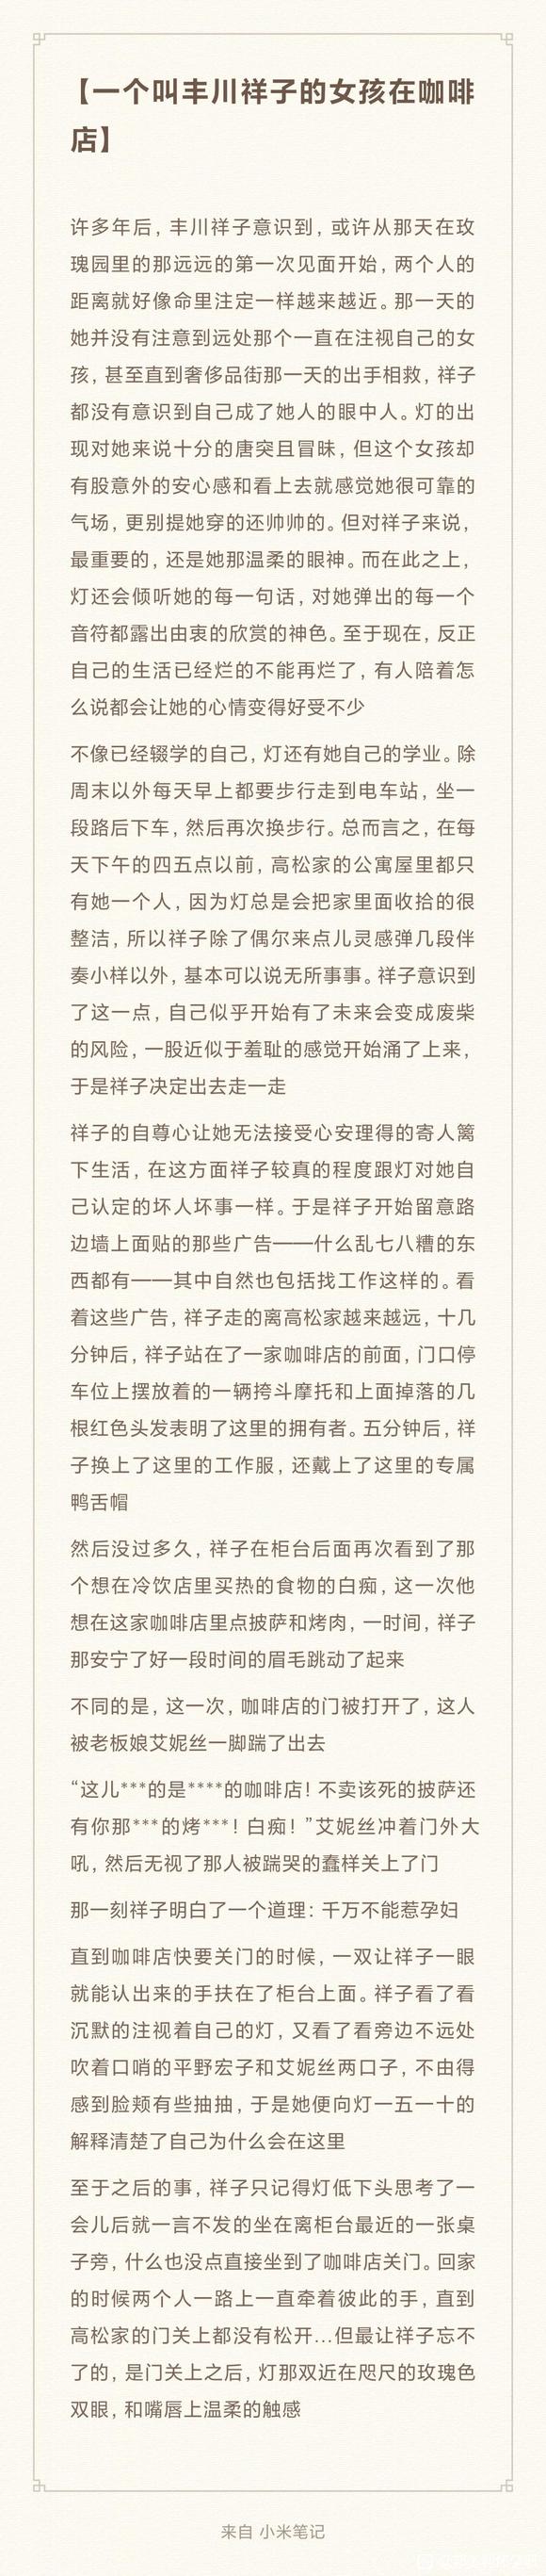 【一个叫丰川祥子的女孩在咖啡
店】
许多年后，丰川祥子意识到，或许从那天在玫
瑰园里的那远远的第一次见面开始，两个人的
距离就好像命里注定一样越来越近。那一天的
她并没有注意到远处那个一直在注视自己的女
孩，甚至直到奢侈品街那一天的出手相救，祥子
都没有意识到自己成了她人的眼中人。灯的出
现对她来说十分的唐突且冒昧，但这个女孩却
有股意外的安心感和看上去就感觉她很可靠的
气场，更别提她穿的还帅帅的。但对祥子来说，
最重要的，还是她那温柔的眼神。而在此之上，
灯还会倾听她的每一句话，对她弹出的每一个
音符都露出由衷的欣赏的神色。至于现在，反正
自己的生活已经烂的不能再烂了，有人陪着怎
么说都会让她的心情变得好受不少
不像已经辍学的自己，灯还有她自己的学业。除
周末以外每天早上都要步行走到电车站，坐一
段路后下车，然后再次换步行。总而言之，在每
天下午的四五点以前，高松家的公寓屋里都只
有她一个人，因为灯总是会把家里面收拾的很
整洁，所以祥子除了偶尔来点儿灵感弹几段伴
奏小样以外，基本可以说无所事事。祥子意识到
了这一点，自己似乎开始有了未来会变成废柴
的风险，一股近似于羞耻的感觉开始涌了上来，
于是祥子决定出去走一走
祥子的自尊心让她无法接受心安理得的寄人篱
下生活，在这方面祥子较真的程度跟灯对她自
己认定的坏人坏事一样。于是祥子开始留意路
边墙上面贴的那些广告——什么乱七八糟的东
西都有——其中自然也包括找工作这样的。看
着这些广告，祥子走的离高松家越来越远，十几
分钟后，祥子站在了一家咖啡店的前面，门口停
车位上摆放着的一辆挎斗摩托和上面掉落的几
根红色头发表明了这里的拥有者。五分钟后，祥
子换上了这里的工作服，还戴上了这里的专属
鸭舌帽
然后没过多久，祥子在柜台后面再次看到了那
个想在冷饮店里买热的食物的白痴，这一次他
想在这家咖啡店里点披萨和烤肉，一时间，祥子
那安宁了好一段时间的眉毛跳动了起来
不同的是，这一次，咖啡店的门被打开了，这人
被老板娘艾妮丝一脚踹了出去
“这儿***的是****的咖啡店！不卖该死的披萨还
有你那***的烤***！白痴！”艾妮丝冲着门外大
吼，然后无视了那人被踹哭的蠢样关上了门
那一刻祥子明白了一个道理：千万不能惹孕妇
直到咖啡店快要关门的时候，一双让祥子一眼
就能认出来的手扶在了柜台上面。祥子看了看
沉默的注视着自己的灯，又看了看旁边不远处
吹着口哨的平野宏子和艾妮丝两口子，不由得
感到脸颊有些抽抽，于是她便向灯一五一十的
解释清楚了自己为什么会在这里
至于之后的事，祥子只记得灯低下头思考了一
会儿后就一言不发的坐在离柜台最近的一张桌
子旁，什么也没点直接坐到了咖啡店关门。回家
的时候两个人一路上一直牵着彼此的手，直到
高松家的门关上都没有松开…但最让祥子忘不
了的，是门关上之后，灯那双近在咫尺的玫瑰色
双眼，和嘴唇上温柔的触感
来自 小米笔记